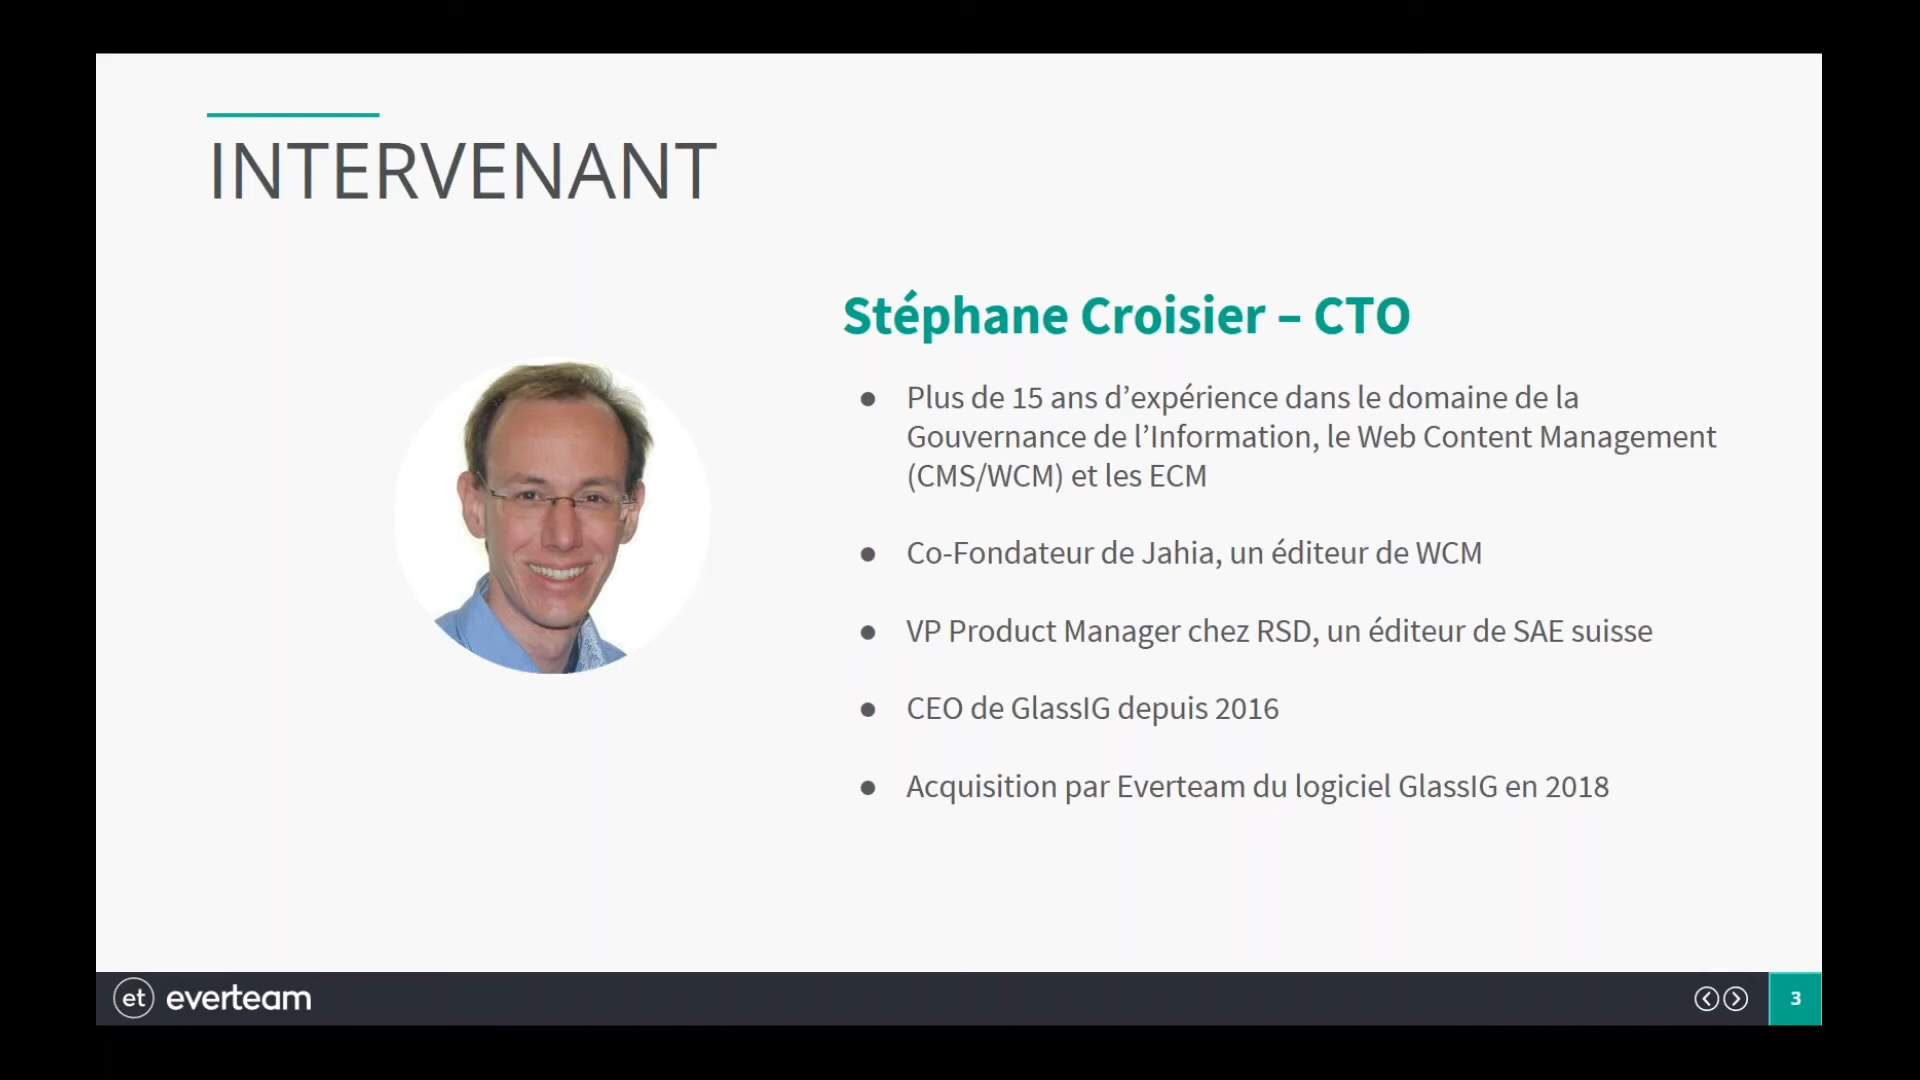 INTERVENANT
Stéphane Croisier – CTO
● Plus de 15 ans d’expérience dans le domaine de la
Gouvernance de l’Information, le Web Content Management
(CMS/WCM) et les ECM
● Co-Fondateur de Jahia, un éditeur de WCM
● VP Product Manager chez RSD, un éditeur de SAE suisse
● CEO de GlassIG depuis 2016
● Acquisition par Everteam du logiciel GlassIG en 2018
et everteam
3